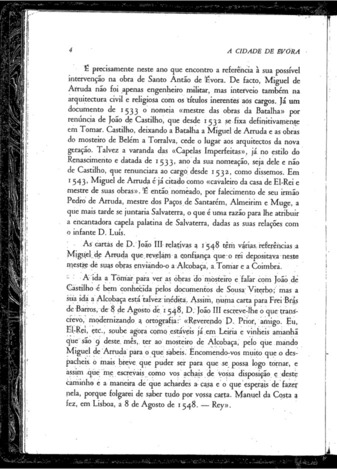 4
A CIDADE DE EVORA
É precisamente neste ano que encontro a referência à sua possível
intervenção na obra de Santo Antão de Évora. De facto, Miguel de
Arruda não foi apenas engenheiro militar, mas interveio também na
arquitectura civil e religiosa com os títulos inerentes aos cargos. Já um
documento de 1533 o nomeia «mestre das obras da Batalha» por
renúncia de João de Castilho, que desde 1532 se fixa definitivamente
em Tomar. Castilho, deixando a Batalha a Miguel de Arruda e as obras
do mosteiro de Belém a Torralva, cede o lugar aos arquitectos da nova
geração. Talvez a varanda das «Capelas Imperfeitas», já no estilo do
Renascimento e datada de 1533, ano da sua nomeação, seja dele e não
de Castilho, que renunciara ao cargo desde 1532, como dissemos. Em
1543, Miguel de Arruda é já citado como «cavaleiro da casa de El-Rei e
mestre de suas obras». É então nomeado, por falecimento de seu irmão
Pedro de Arruda, mestre dos Paços de Santarém, Almeirim e Muge, a
que mais tarde se juntaria Salvaterra, o que é uma razão para lhe atribuir
a encantadora capela palatina de Salvaterra, dadas as suas relações com
o infante D. Luís.
As cartas de D. João III relativas a 1548 têm várias referências a
Miguel de Arruda que revelam a confiança que o rei depositava neste
mestre de suas obras enviando-o a Alcobaça, a Tomar e a Coimbra.
A ida a Tomar para ver as obras do mosteiro e falar com João de
Castilho é bem conhecida pelos documentos de Sousa Viterbo; mas a
sua ida a Alcobaça está talvez inédita. Assim, numa carta para Frei Brás
de Barros, de 8 de Agosto de 1548, D. João III escreve-lhe o que trans-
crevo, modernizando a ortografia: «Reverendo D. Prior, amigo. Eu,
El-Rei, etc., soube agora como estáveis já em Leiria e vinheis amanhã
que são 9 deste mês, ter ao mosteiro de Alcobaça, pelo que mando
Miguel de Arruda para o que sabeis. Encomendo-vos muito que o des-
pacheis o mais breve que puder ser para que se possa logo tornar, e
assim que me escrevais como vos achais de vossa disposição e deste
caminho e a maneira de que achardes a casa e o que esperais de fazer
nela, porque folgarei de saber tudo por vossa carta. Manuel da Costa a
fez, em Lisboa, a 8 de Agosto de 1548. — Rey».